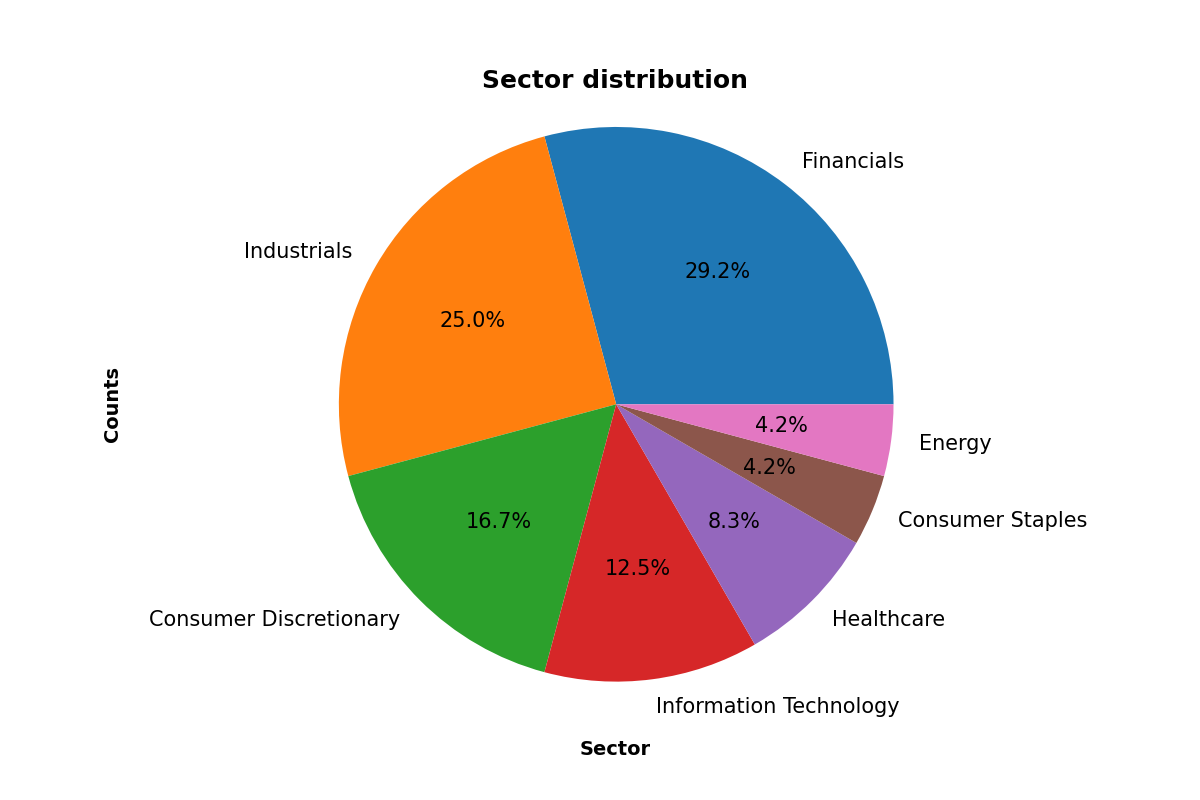 Sector distribution
Financials
29.2%
Industrials
25.0%
Counts
4.2%
Energy
4.2%
Consumer Staples
16.7%
8.3%
12.5%
Consumer Discretionary
Healthcare
Information Technology
Sector